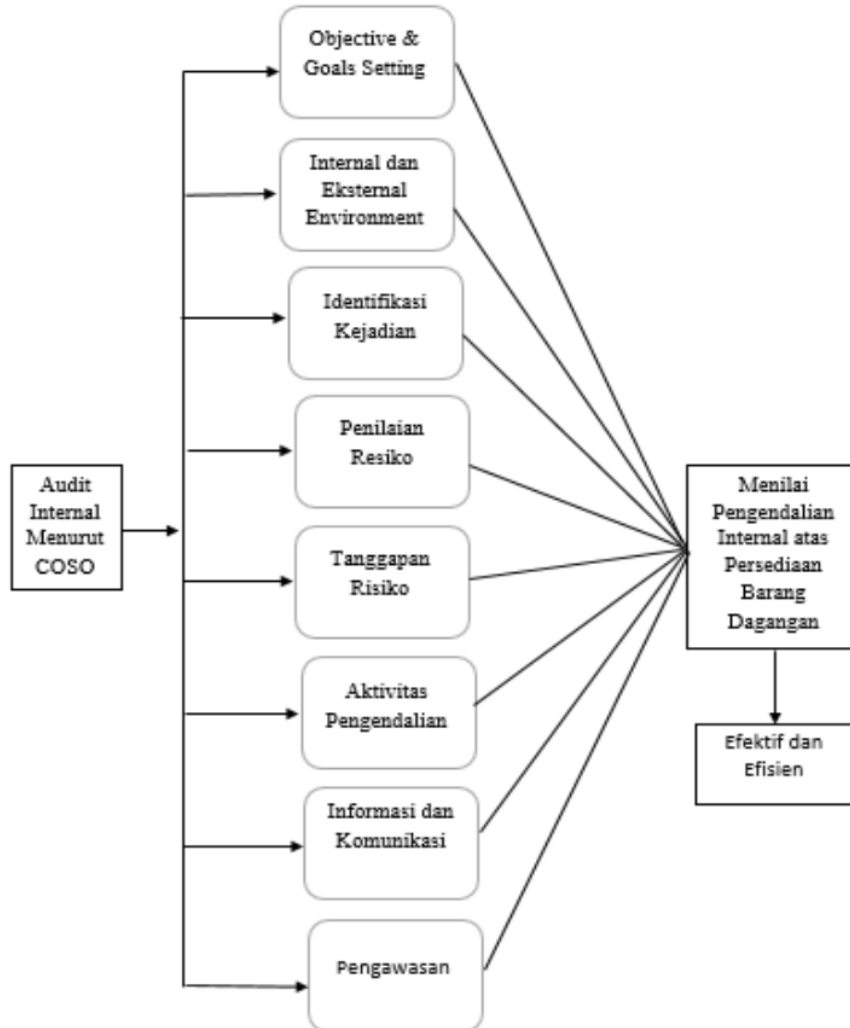 Objective &
Goals Setting
Internal dan
Eksternal
Environment
Identifikasi
Kejadian
Penilaian
Resiko
Audit
Internal
Menurut
COSO
Tanggapan
Risiko
Aktivitas
Pengendalian
Informasi dan
Komunikasi
Pengawasan
Menilai
Pengendalian
Internal atas
Persediaan
Barang
Dagangan
Efektif dan
Efisien